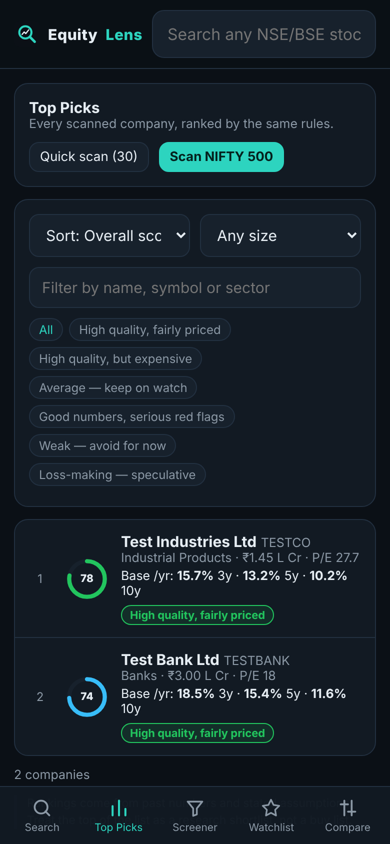 Equity Lens
Search any NSE/BSE stoc
Top Picks
Every scanned company, ranked by the same rules.
Quick scan (30)
Scan NIFTY 500
Sort: Overall scc
Any size
Filter by name, symbol or sector
All
High quality, fairly priced
High quality, but expensive
Average — keep on watch
Good numbers, serious red flags
Weak — avoid for now
Loss-making — speculative
1
78
Test Industries Ltd TESTCO
Industrial Products · ₹1.45 L Cr · P/E 27.7
Base /yr: 15.7% 3y · 13.2% 5y · 10.2%
10y
High quality, fairly priced
2
74
Test Bank Ltd TESTBANK
Banks · ₹3.00 L Cr · P/E 18
Base /yr: 18.5% 3y · 15.4% 5y · 11.6%
10y
High quality, fairly priced
2 companies
Search
Top Picks
Screener
Watchlist
Compare